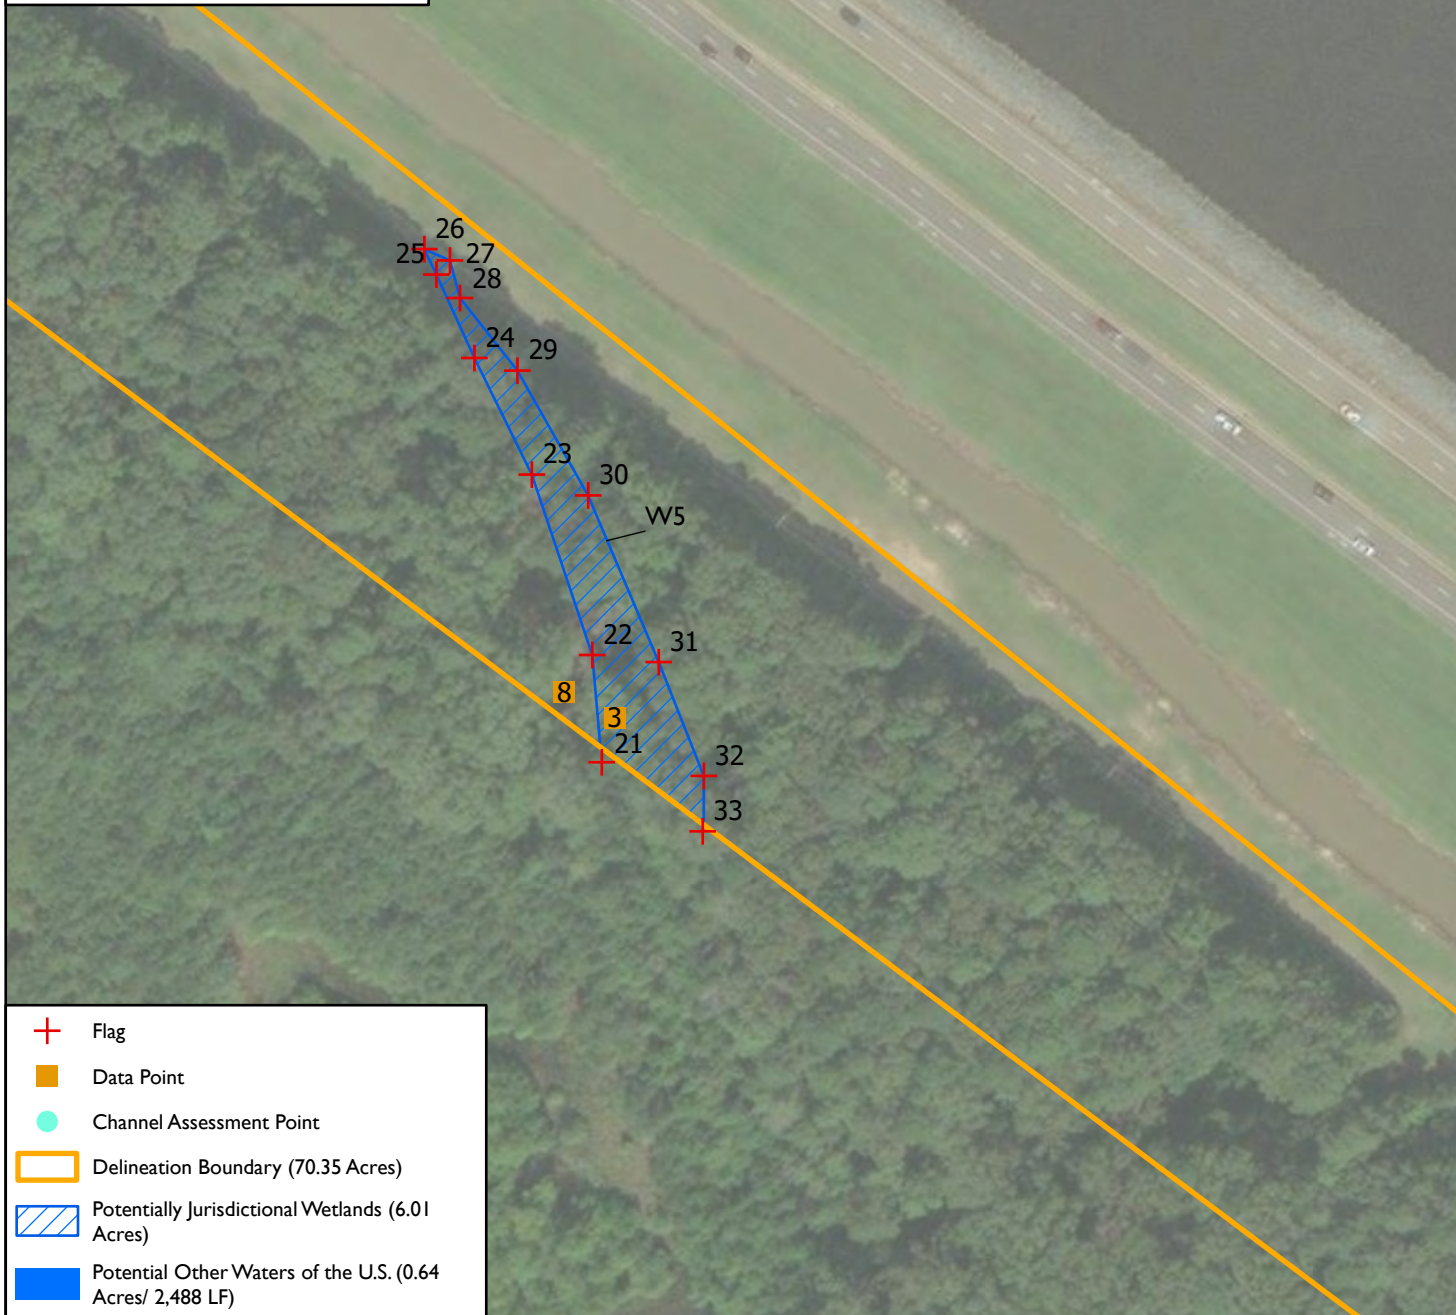 26
25
27
28
24
29
23
30
W5
22
31
8
3
21
32
33
Flag
Data Point
Channel Assessment Point
Delineation Boundary (70.35 Acres)
Potentially Jurisdictional Wetlands (6.01
Acres)
Potential Other Waters of the U.S. (0.64
Acres/ 2,488 LF)